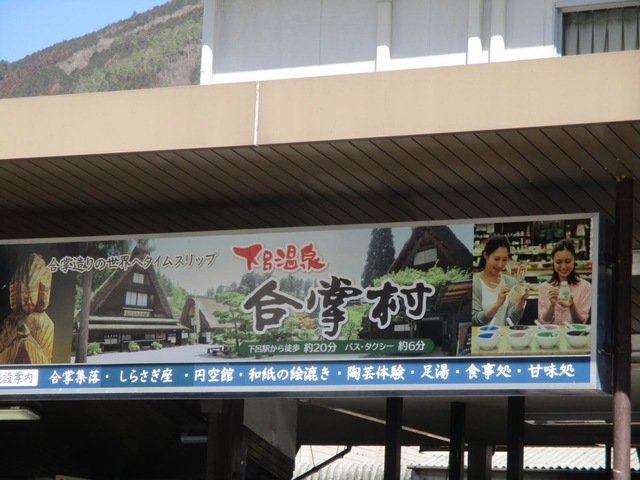 合掌造りの世界へタイムスリップ
下呂温泉
合掌村
下呂駅から徒歩 約20分 バス・タクシー 約6分
施設案内 合掌集落・しらさぎ座・円空館・和紙の絵漉き・陶芸体験・足湯・食事処・甘味処